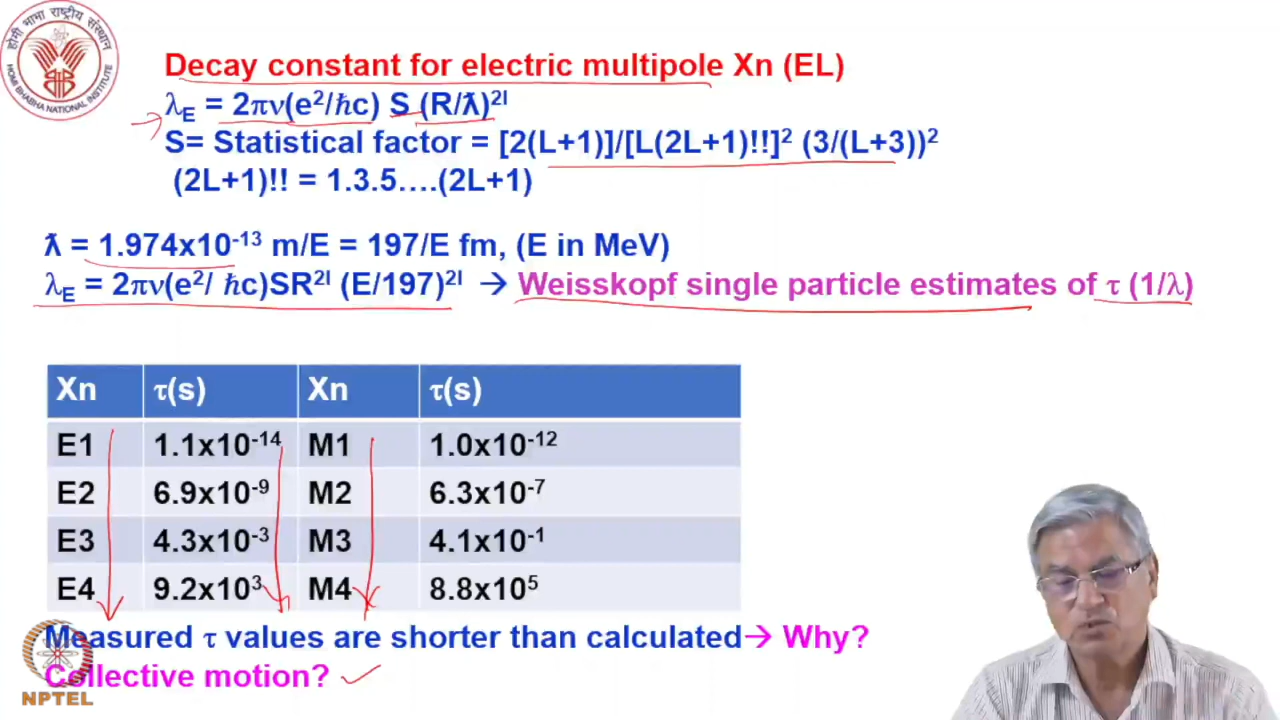 होमी भाभा राष्ट्रीय संस्थान
HOMI BHABHA NATIONAL INSTITUTE
Decay constant for electric multipole Xn (EL)
λE = 2πν(e²/ℏc) S (R/ƛ)²ˡ
S= Statistical factor = [2(L+1)]/[L(2L+1)!!]² (3/(L+3))²
(2L+1)!! = 1.3.5….(2L+1)
ƛ = 1.974x10⁻¹³ m/E = 197/E fm, (E in MeV)
λE = 2πν(e²/ ℏc)SR²ˡ (E/197)²ˡ → Weisskopf single particle estimates of τ (1/λ)
Xn τ(s) Xn τ(s)
E1 1.1x10⁻¹⁴ M1 1.0x10⁻¹²
E2 6.9x10⁻⁹ M2 6.3x10⁻⁷
E3 4.3x10⁻³ M3 4.1x10⁻¹
E4 9.2x10³ M4 8.8x10⁵
Measured τ values are shorter than calculated→ Why?
Collective motion?
NPTEL